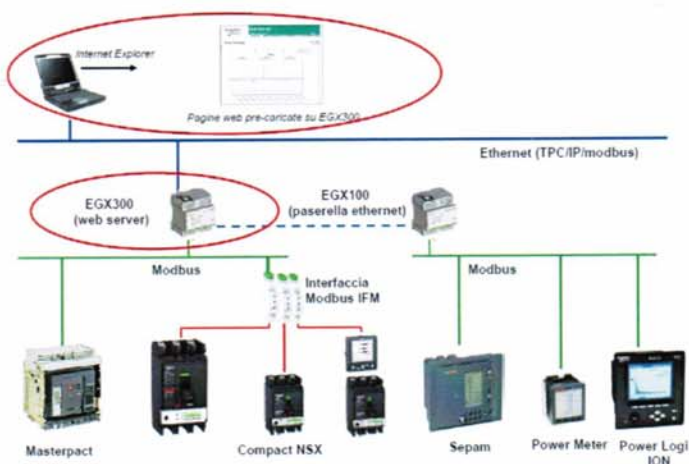 Internet Explorer
Pagine web pre-caricate su EGX300
Ethernet (TPC/IP/modbus)
EGX300
(web server)
EGX100
(paserella ethernet)
Modbus
Interfaccia
Modbus IFM
Modbus
Masterpact
Compact NSX
Sepam
Power Meter
Power Logi
ION